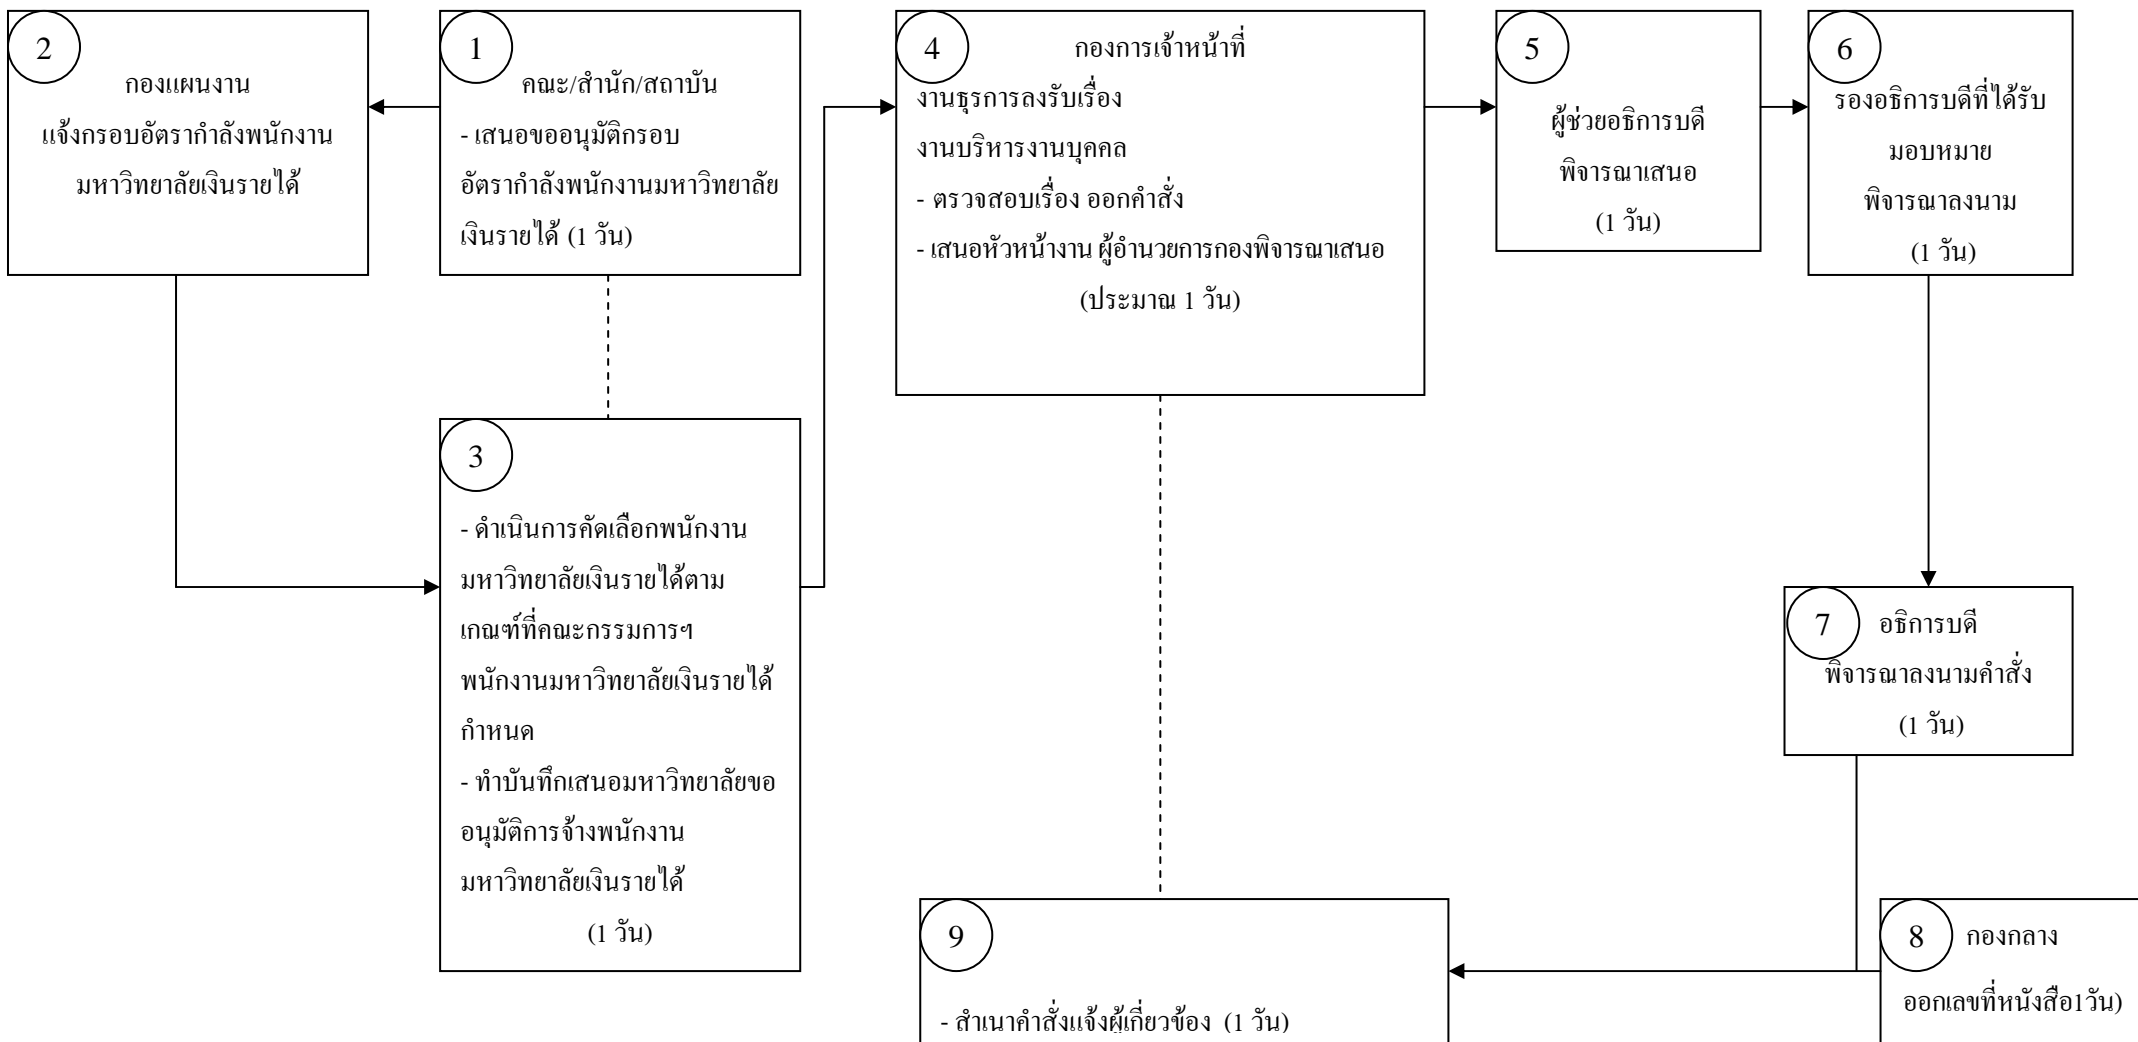 2
กองแผนงาน
แจ้งกรอบอัตรากำลังพนักงาน
มหาวิทยาลัยเงินรายได้
1
คณะ/สำนัก/สถาบัน
- เสนอขออนุมัติกรอบ
อัตรากำลังพนักงานมหาวิทยาลัย
เงินรายได้ (1 วัน)
3
- ดำเนินการคัดเลือกพนักงาน
มหาวิทยาลัยเงินรายได้ตาม
เกณฑ์ที่คณะกรรมการฯ
พนักงานมหาวิทยาลัยเงินรายได้
กำหนด
- ทำบันทึกเสนอมหาวิทยาลัยขอ
อนุมัติการจ้างพนักงาน
มหาวิทยาลัยเงินรายได้
(1 วัน)
4
กองการเจ้าหน้าที่
งานธุรการลงรับเรื่อง
งานบริหารงานบุคคล
- ตรวจสอบเรื่อง ออกคำสั่ง
- เสนอหัวหน้างาน ผู้อำนวยการกองพิจารณาเสนอ
(ประมาณ 1 วัน)
5
ผู้ช่วยอธิการบดี
พิจารณาเสนอ
(1 วัน)
6
รองอธิการบดีที่ได้รับ
มอบหมาย
พิจารณาลงนาม
(1 วัน)
7
อธิการบดี
พิจารณาลงนามคำสั่ง
(1 วัน)
8
กองกลาง
ออกเลขที่หนังสือ1วัน)
9
- สำเนาคำสั่งแจ้งผู้เกี่ยวข้อง (1 วัน)